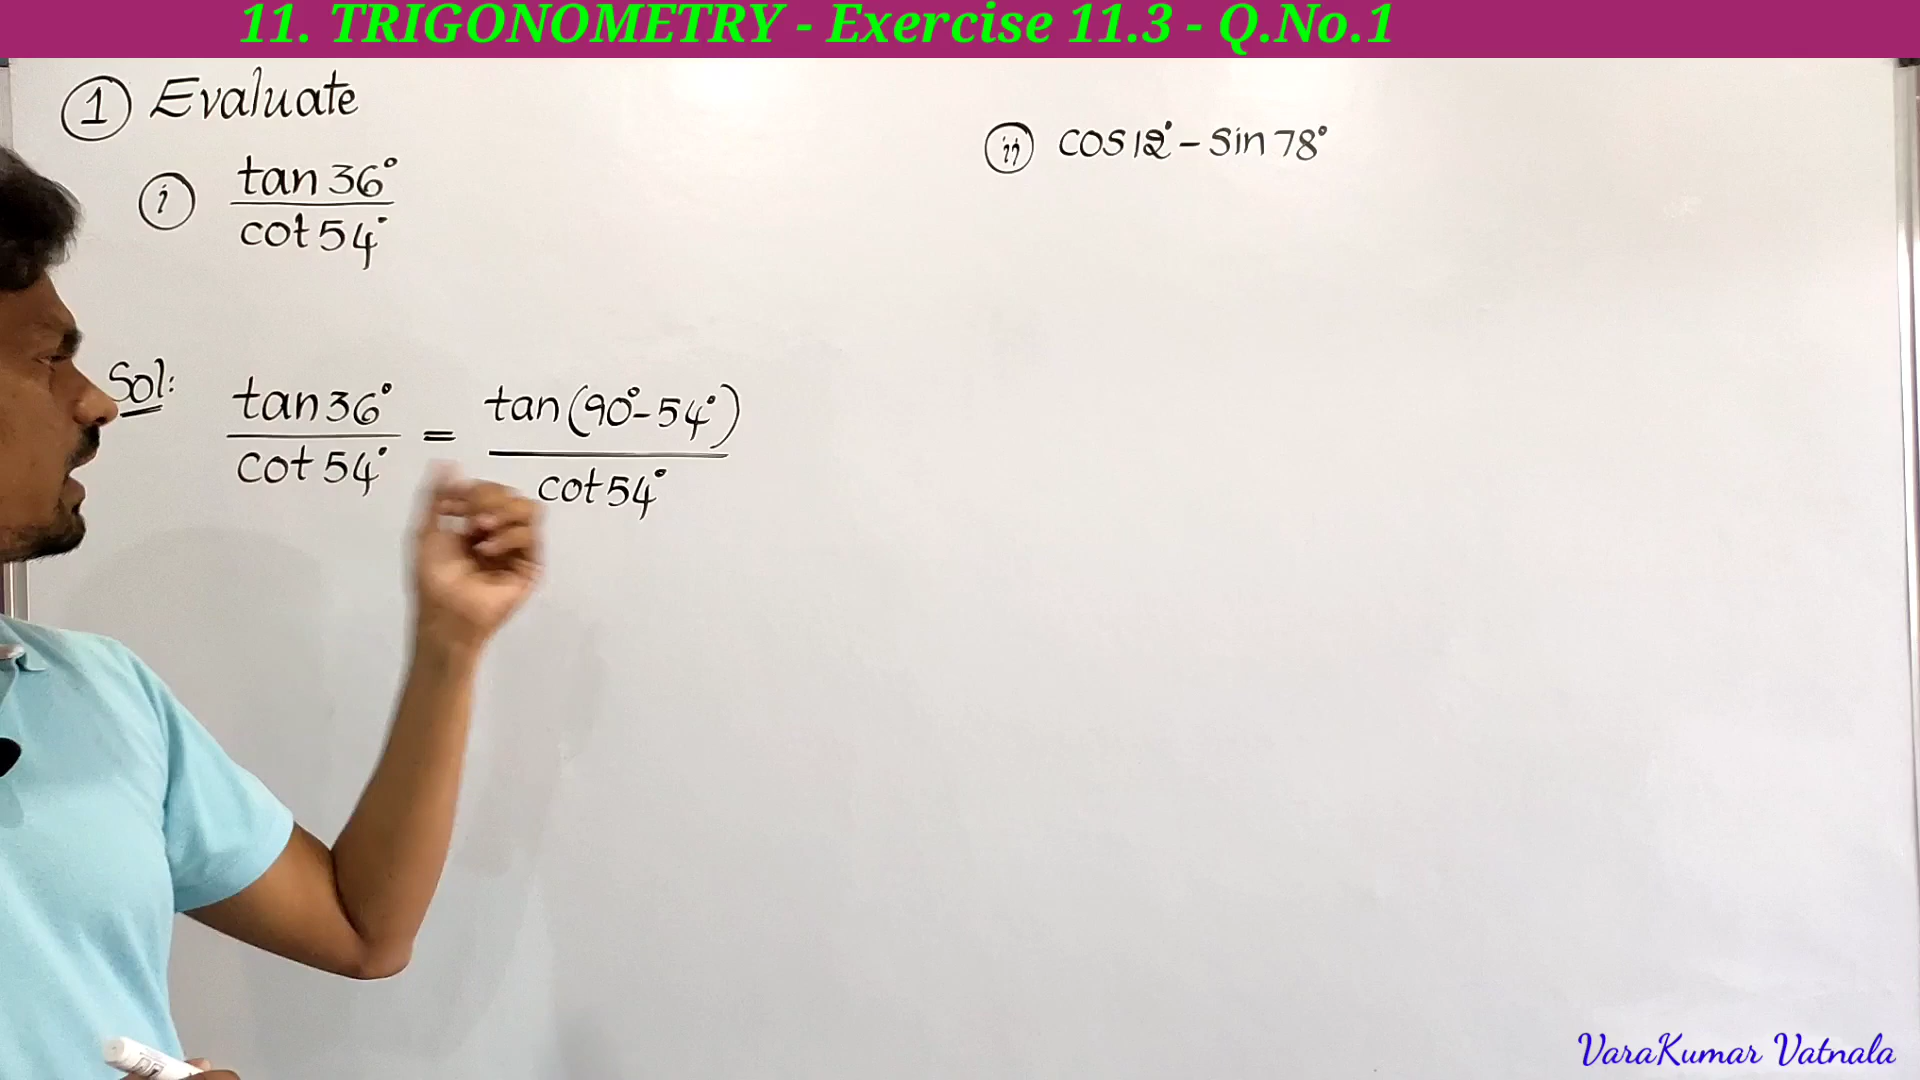 11. TRIGONOMETRY - Exercise 11.3 - Q.No.1
① Evaluate
ⓘ tan 36°
cot 54°
Sol:
tan 36° = tan (90° - 54°)
cot 54° cot 54°
ii cos 12° - Sin 78°
VaraKumar Vatnala